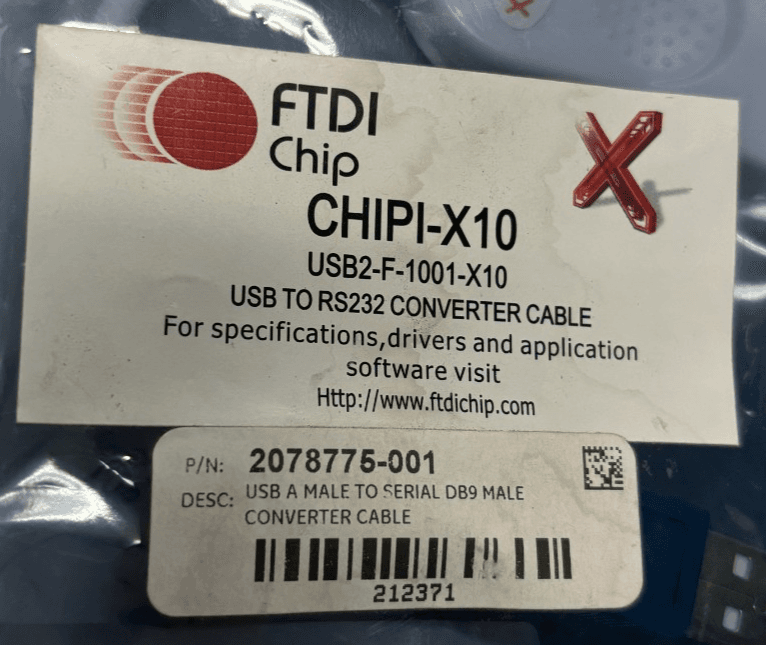 FTDI
Chip
CHIPI-X10
USB2-F-1001-X10
USB TO RS232 CONVERTER CABLE
For specifications,drivers and application
software visit
Http://www.ftdichip.com
P/N: 2078775-001
DESC: USB A MALE TO SERIAL DB9 MALE
CONVERTER CABLE
212371